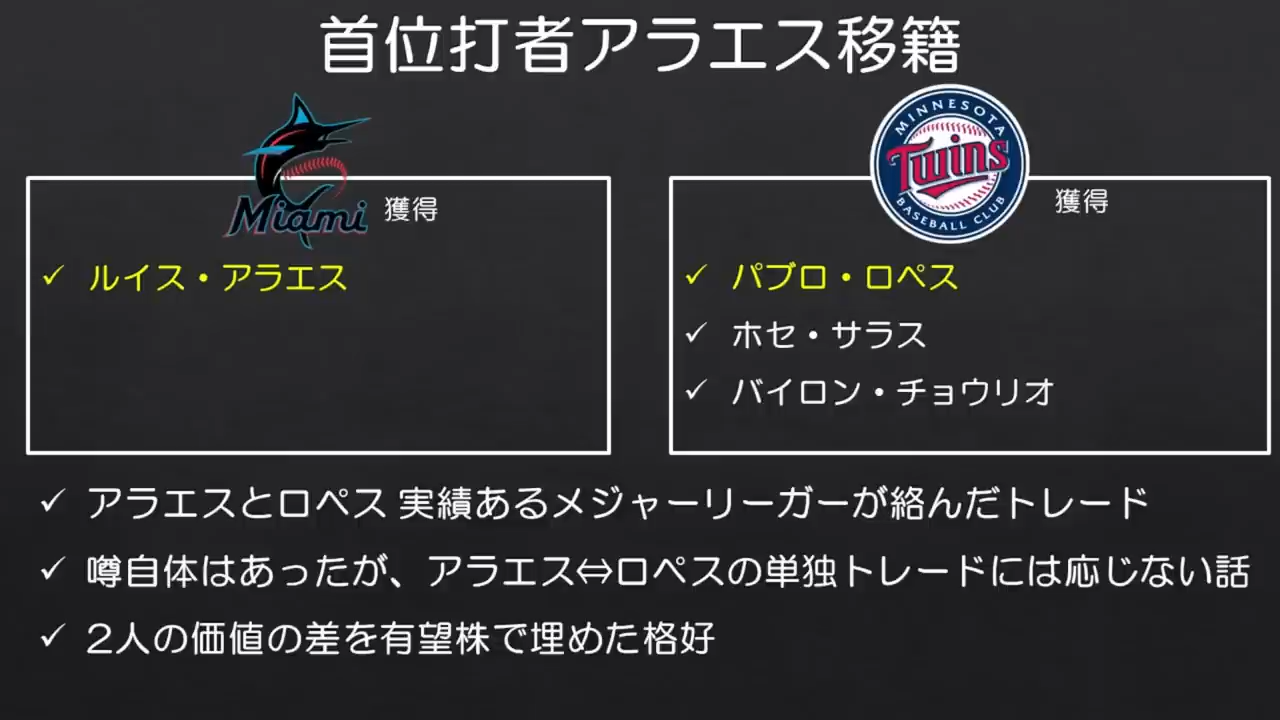 首位打者アラエス移籍
Miami
獲得
ルイス・アラエス
MINNESOTA
Twins
BASEBALL CLUB
獲得
パブロ・ロペス
ホセ・サラス
バイロン・チョウリオ
アラエスとロペス 実績あるメジャーリーガーが絡んだトレード
噂自体はあったが、アラエス⇔ロペスの単独トレードには応じない話
2人の価値の差を有望株で埋めた格好